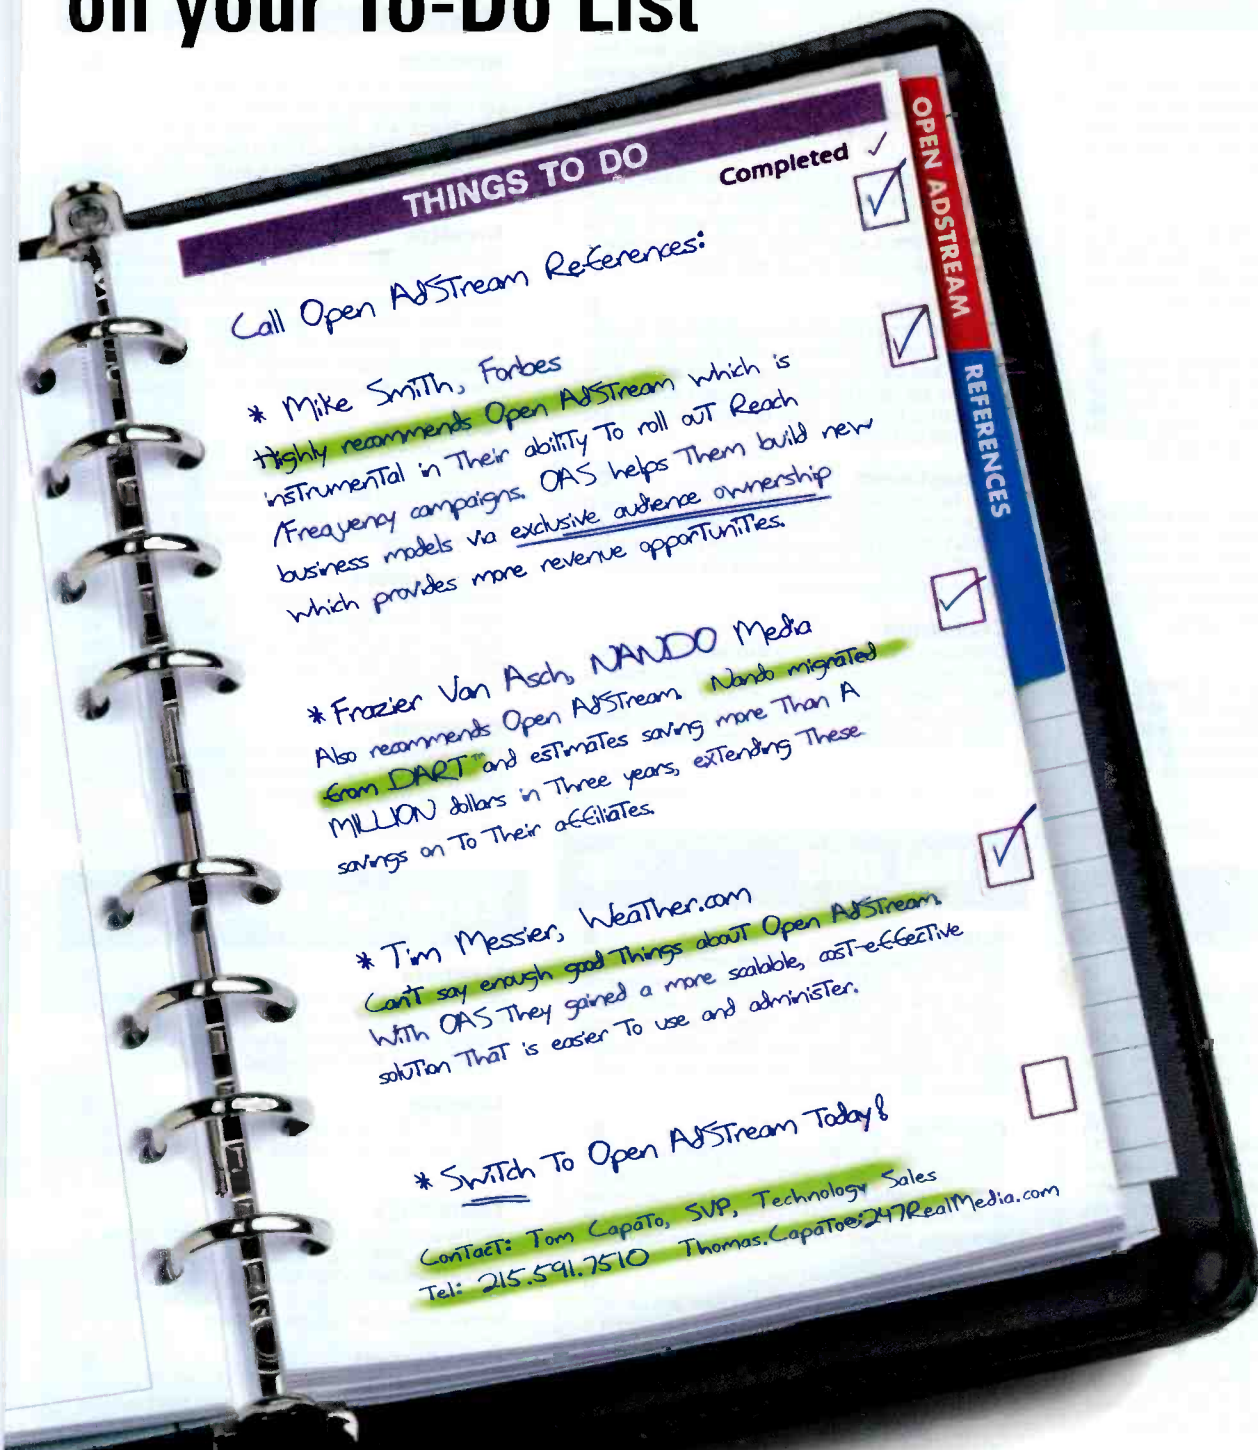 on your To-Do List
THINGS TO DO
Completed ✓
OPEN ADSTREAM
REFERENCES
Call Open AdStream References:
* Mike Smith, Forbes
Highly recommends Open AdStream which is
instrumental in Their ability To roll out Reach
/Frequency campaigns. OAS helps Them build new
business models via exclusive audience ownership
which provides more revenue opportunities.
* Frazier Van Asch, NANDO Media
Also recommends Open AdStream. Nando migrated
from DART™ and estimates saving more Than A
MILLION dollars in Three years, extending These
savings on To Their affiliates.
* Tim Messier, Weather.com
Can't say enough good Things about Open AdStream.
With OAS They gained a more scalable, cost-effective
solution That is easier To use and administer.
* Switch To Open AdStream Today!
Contact: Tom Capato, SVP, Technology Sales
Tel: 215.591.7510 Thomas.Capato@247RealMedia.com